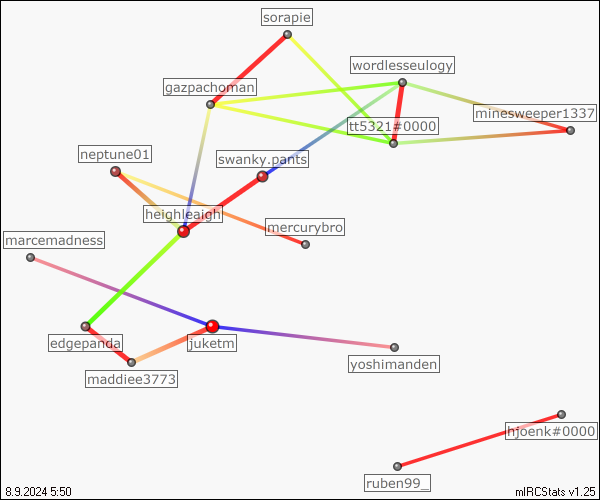 sorapie
wordlesseulogy
gazpachoman
minesweeper1337
tt5321#0000
neptune01
swanky.pants
heighleaigh
mercurybro
marcemadness
edgepanda
juketm
yoshimanden
maddiee3773
hjoenk#0000
ruben99_
8.9.2024 5:50
mIRCStats v1.25